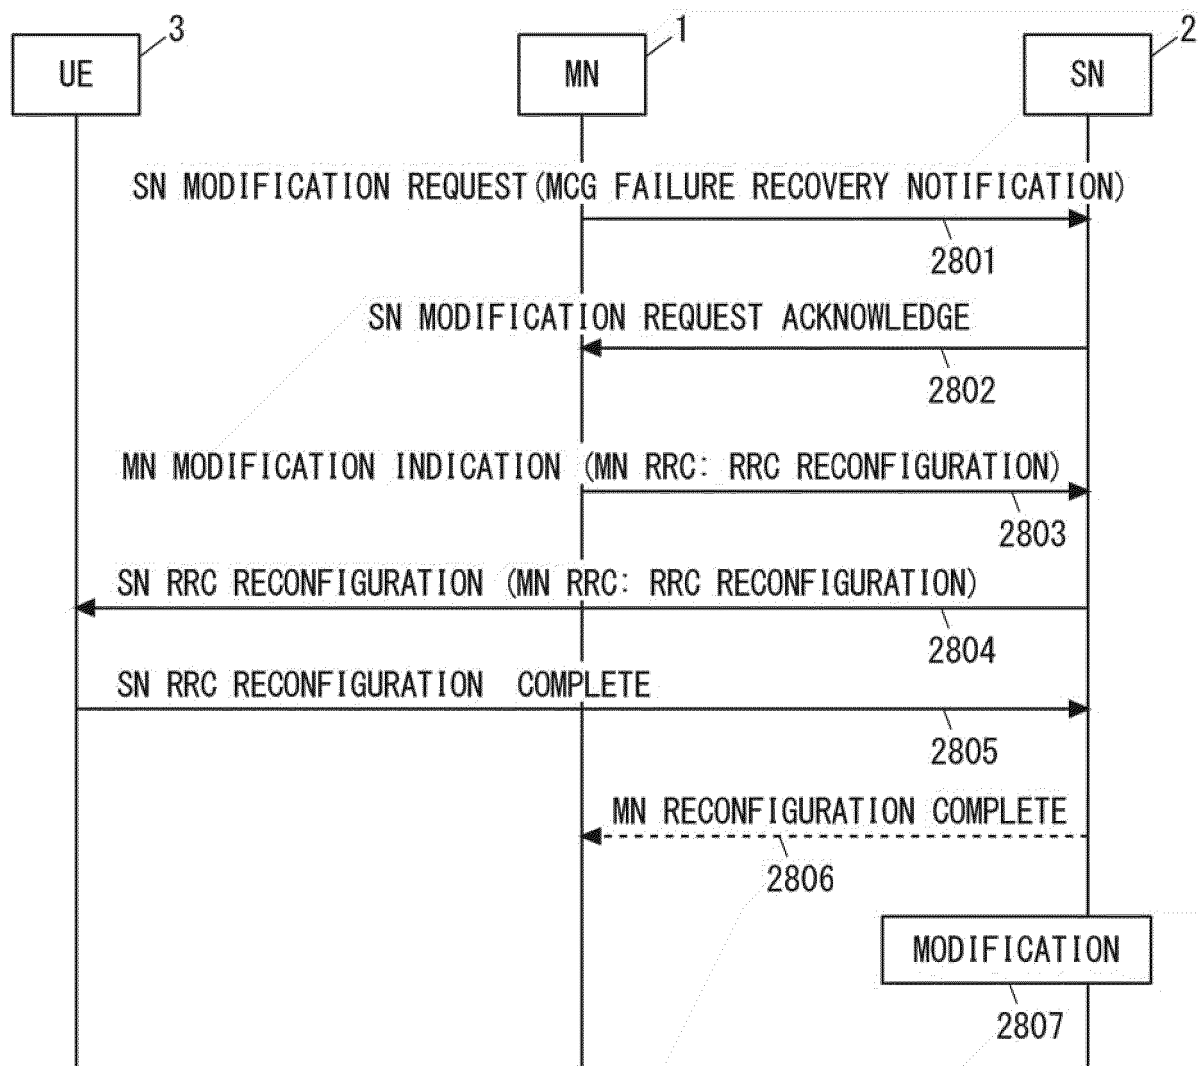 3
1
2
UE
MN
SN
SN MODIFICATION REQUEST(MCG FAILURE RECOVERY NOTIFICATION)
2801
SN MODIFICATION REQUEST ACKNOWLEDGE
2802
MN MODIFICATION INDICATION (MN RRC: RRC RECONFIGURATION)
2803
SN RRC RECONFIGURATION (MN RRC: RRC RECONFIGURATION)
2804
SN RRC RECONFIGURATION COMPLETE
2805
MN RECONFIGURATION COMPLETE
2806
MODIFICATION
2807